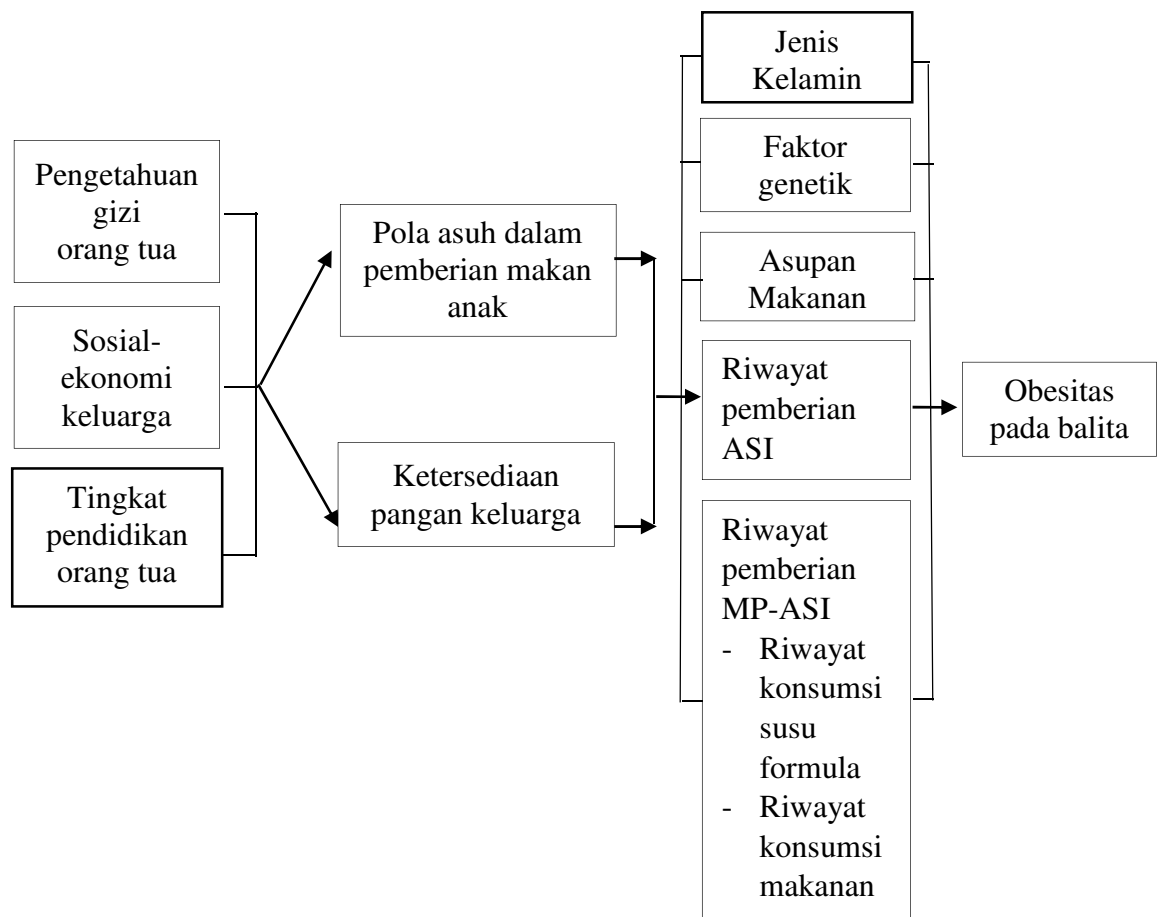 Pengetahuan
gizi
orang tua
Sosial-
ekonomi
keluarga
Tingkat
pendidikan
orang tua
Pola asuh dalam
pemberian makan
anak
Ketersediaan
pangan keluarga
Jenis
Kelamin
Faktor
genetik
Asupan
Makanan
Riwayat
pemberian
ASI
Riwayat
pemberian
MP-ASI
- Riwayat
konsumsi
susu
formula
- Riwayat
konsumsi
makanan
Obesitas
pada balita